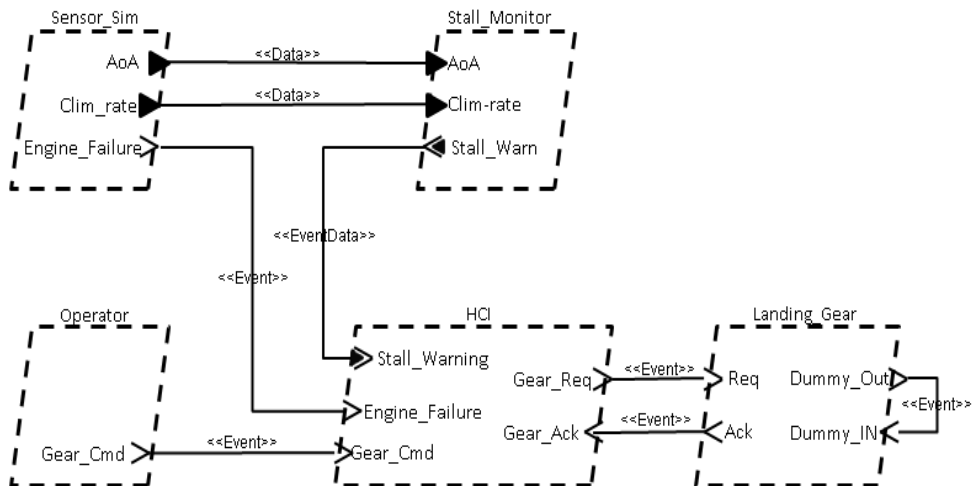 Sensor_Sim
Stall_Monitor
AoA
<<Data>>
AoA
Clim_rate
<<Data>>
Clim-rate
Engine_Failure
Stall_Warn
<<EventData>>
<<Event>>
Operator
HCI
Landing_Gear
Stall_Warning
Gear_Req
<<Event>>
Req
Dummy_Out
<<Event>>
Engine_Failure
Gear_Ack
<<Event>>
Ack
Dummy_IN
Gear_Cmd
<<Event>>
Gear_Cmd